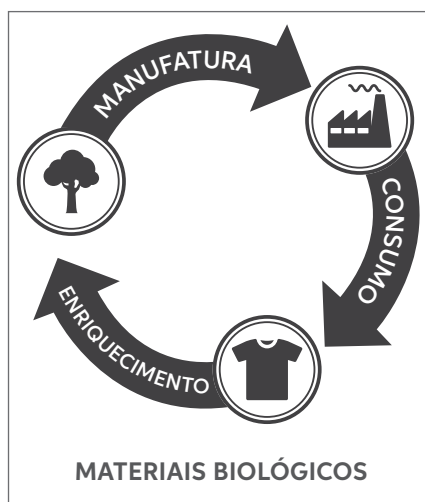 MANUFATURA
CONSUMO
ENRIQUECIMENTO
MATERIAIS BIOLÓGICOS